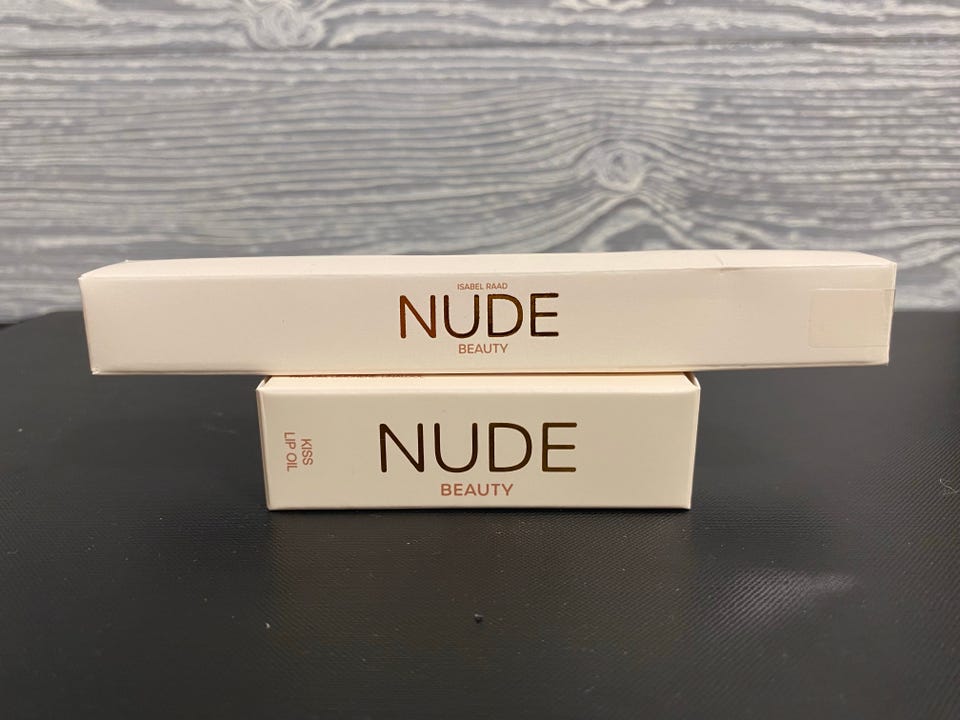 ISABEL RAAD
NUDE
BEAUTY
KISS
LIP OIL
NUDE
BEAUTY